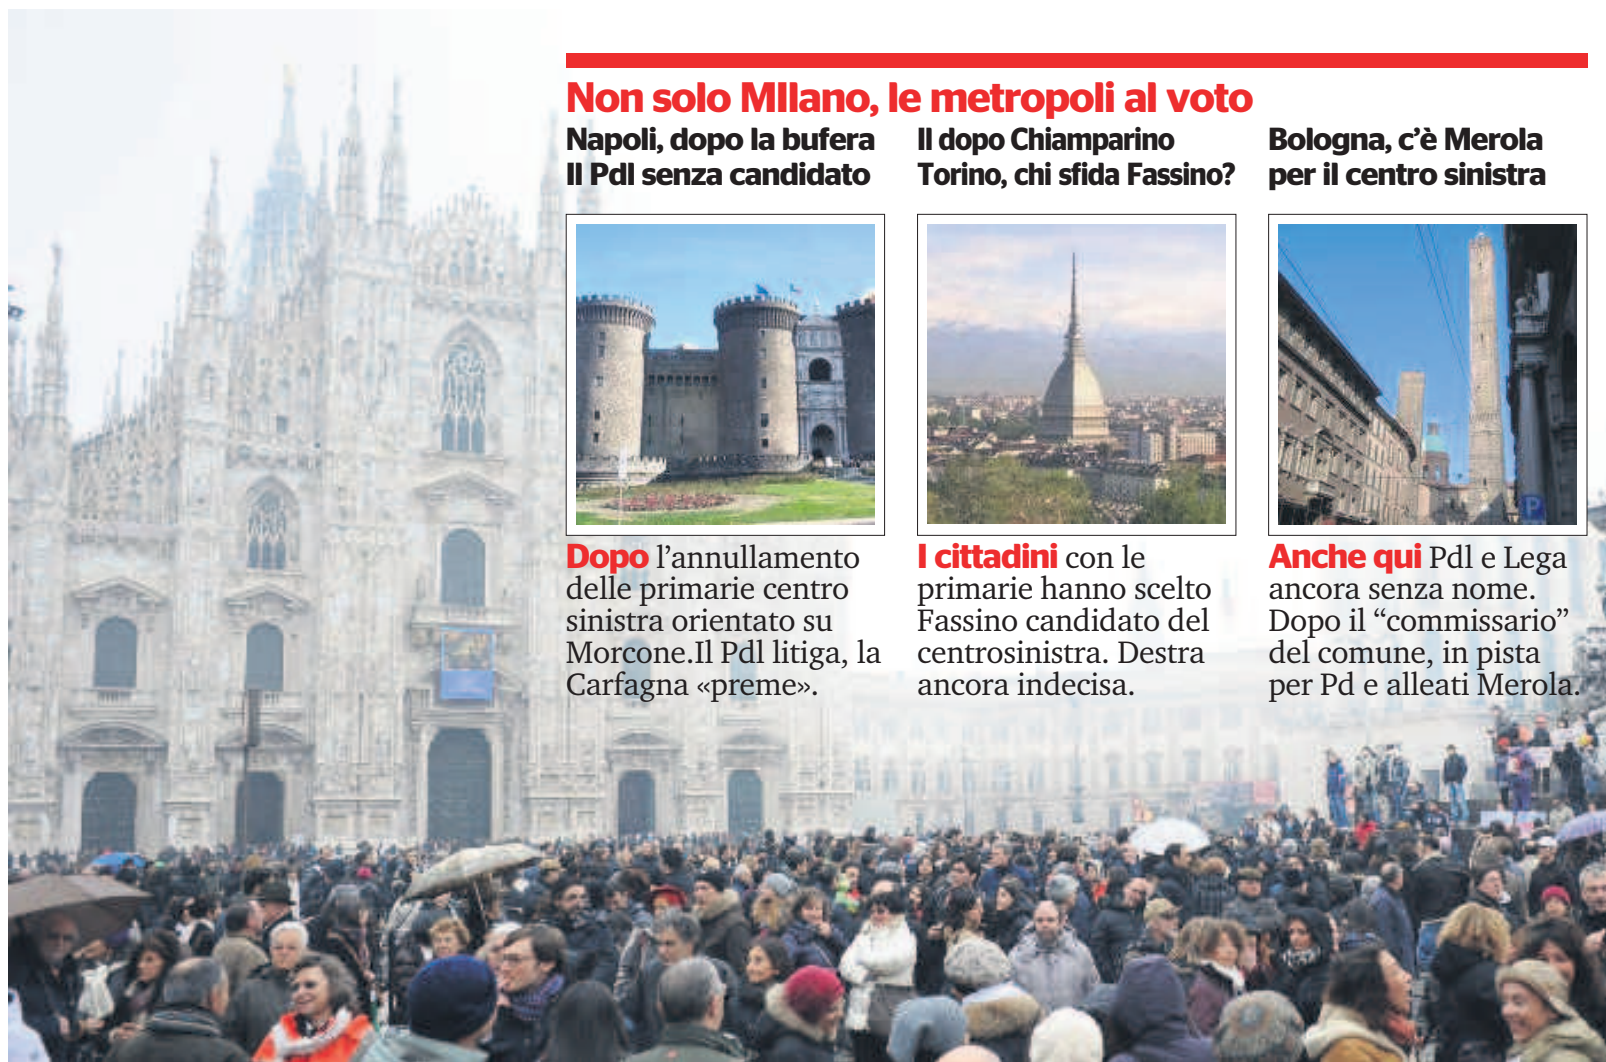 Non solo MIlano, le metropoli al voto
Napoli, dopo la bufera
Il Pdl senza candidato
Il dopo Chiamparino
Torino, chi sfida Fassino?
Bologna, c’è Merola
per il centro sinistra
P
Dopo l’annullamento
delle primarie centro
sinistra orientato su
Morcone.Il Pdl litiga, la
Carfagna «preme».
I cittadini con le
primarie hanno scelto
Fassino candidato del
centrosinistra. Destra
ancora indecisa.
Anche qui Pdl e Lega
ancora senza nome.
Dopo il “commissario”
del comune, in pista
per Pd e alleati Merola.